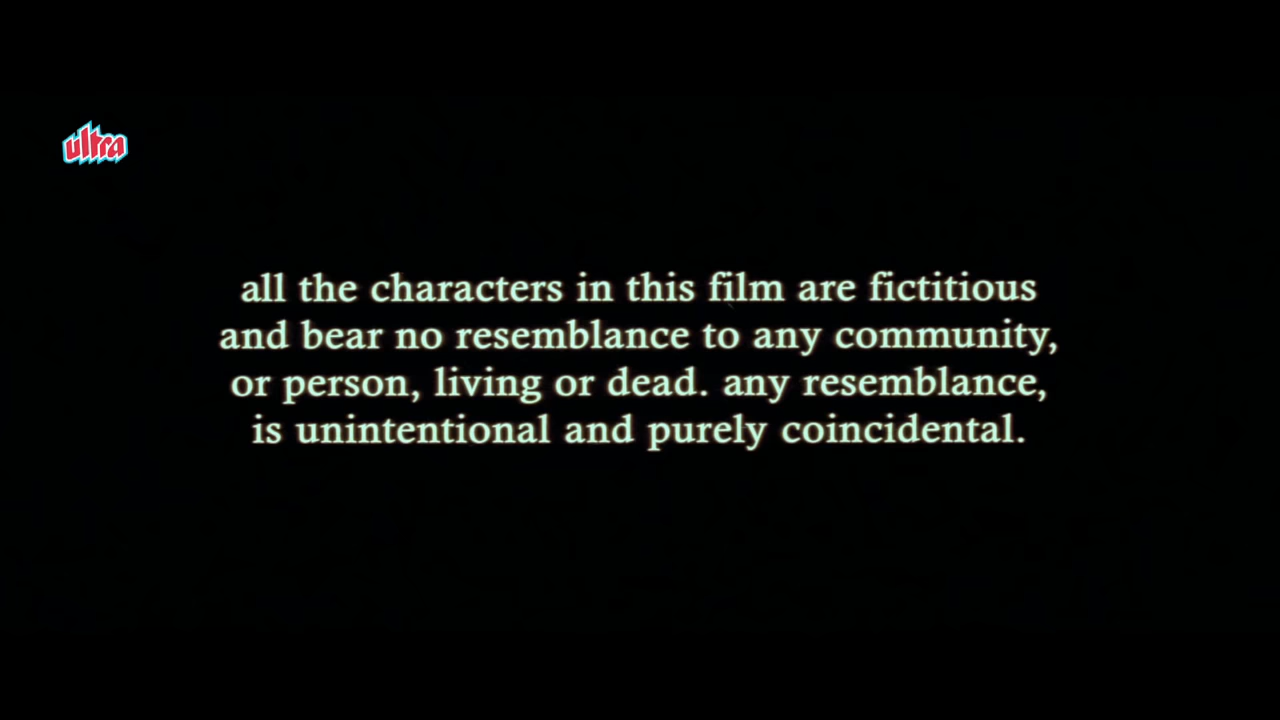 ultra
all the characters in this film are fictitious
and bear no resemblance to any community,
or person, living or dead. any resemblance,
is unintentional and purely coincidental.